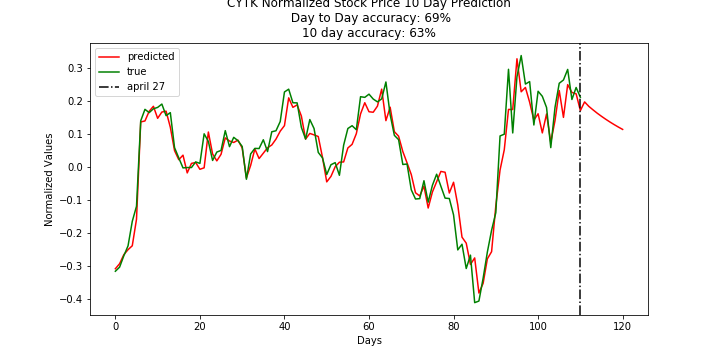 CYTK Normalized Stock Price 10 Day Prediction
Day to Day accuracy: 69%
10 day accuracy: 63%
predicted
true
april 27
Normalized Values
0.3
0.2
0.1
0.0
−0.1
−0.2
−0.3
−0.4
0
20
40
60
80
100
120
Days